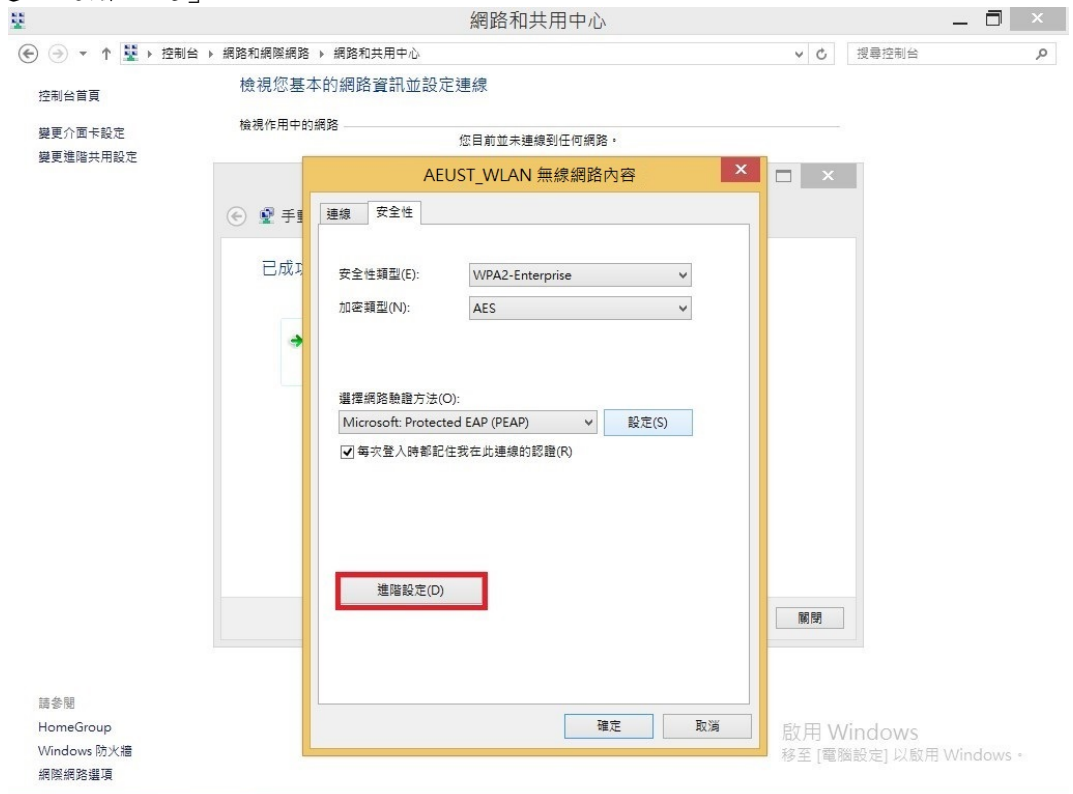 網路和共用中心
控制台 ▸ 網路和網際網路 ▸ 網路和共用中心
搜尋控制台
控制台首頁
變更介面卡設定
變更進階共用設定
檢視您基本的網路資訊並設定連線
檢視作用中的網路
您目前並未連線到任何網路。
手動
已成功
AEUST_WLAN 無線網路內容
連線
安全性
安全性類型(E):
WPA2-Enterprise
加密類型(N):
AES
選擇網路驗證方法(O):
Microsoft: Protected EAP (PEAP)
設定(S)
每次登入時都記住我在此連線的認證(R)
進階設定(D)
關閉
確定
取消
請參閱
HomeGroup
Windows 防火牆
網際網路選項
啟用 Windows
移至 [電腦設定] 以啟用 Windows。